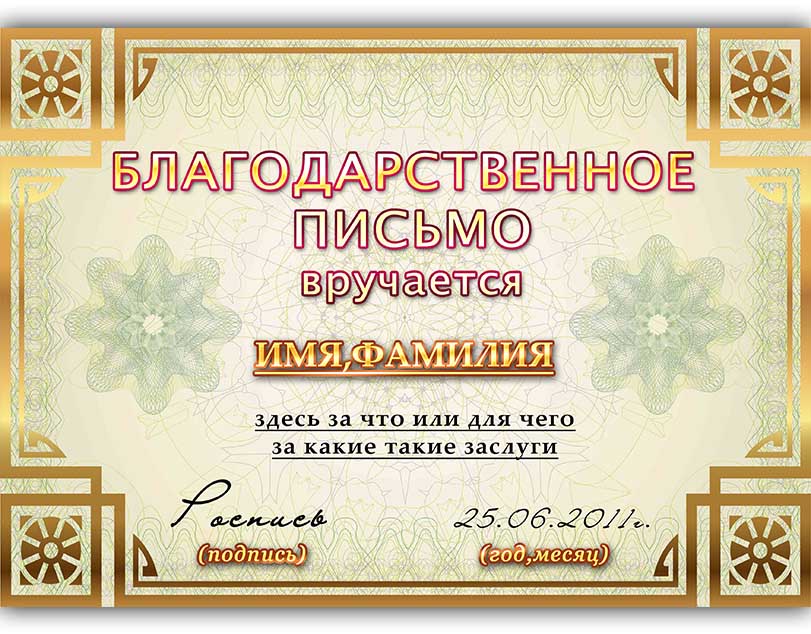 БЛАГОДАРСТВЕННОЕ
ПИСЬМО
вручается
ИМЯ,ФАМИЛИЯ
здесь за что или для чего
за какие такие заслуги
Роспись 25.06.2011г.
(подпись) (год,месяц)